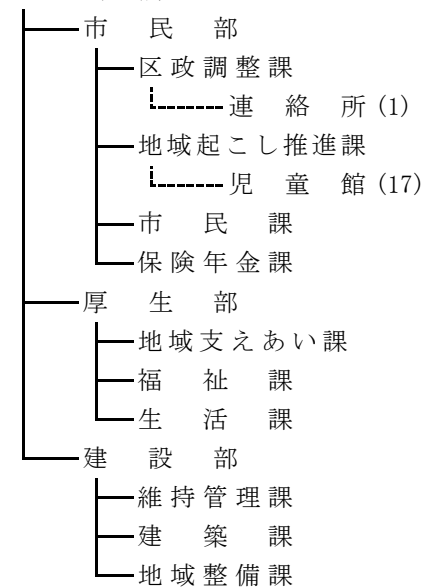 市民部
区政調整課
連絡所(1)
地域起こし推進課
児童館(17)
市民課
保険年金課
厚生部
地域支えあい課
福祉課
生活課
建設部
維持管理課
建築課
地域整備課